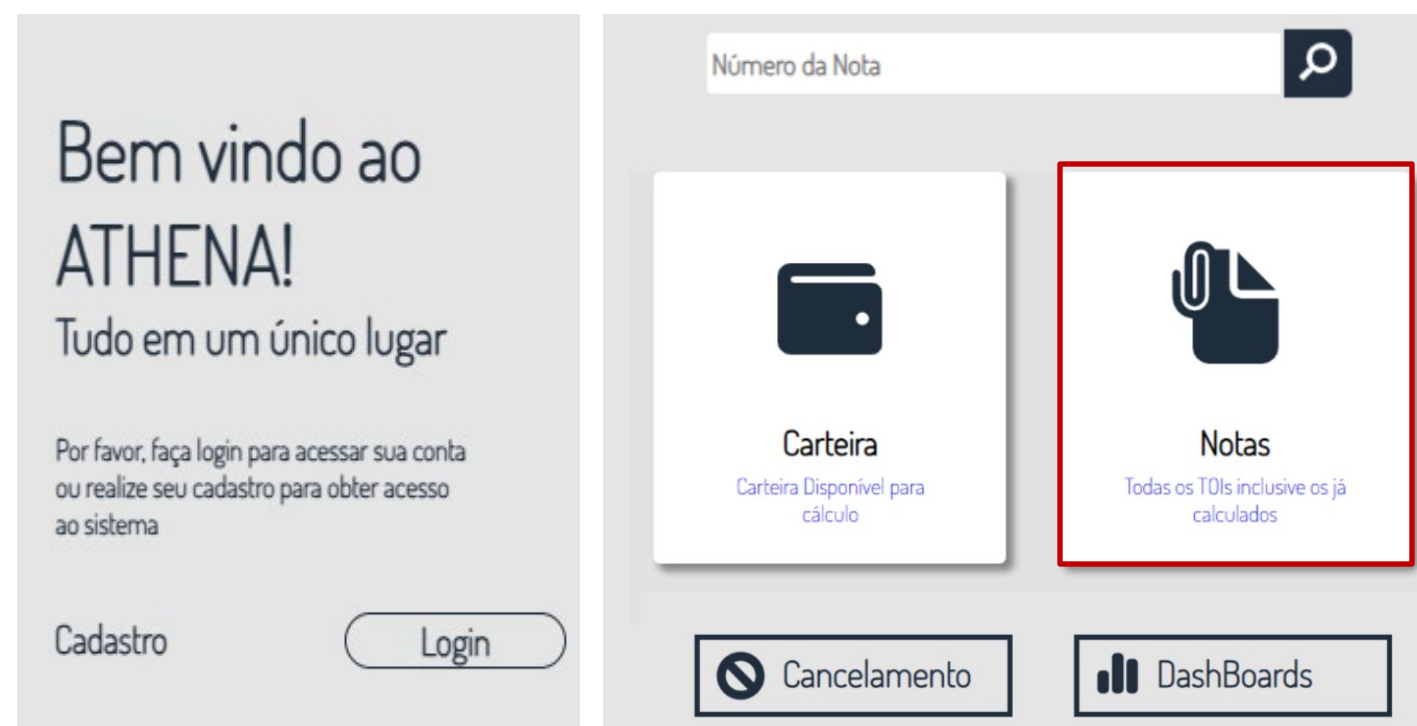 Bem vindo ao
ATHENA!
Tudo em um único lugar
Por favor, faça login para acessar sua conta
ou realize seu cadastro para obter acesso
ao sistema
Cadastro
Login
Número da Nota
Carteira
Carteira Disponível para
cálculo
Notas
Todas os TOIs inclusive os já
calculados
Cancelamento
DashBoards